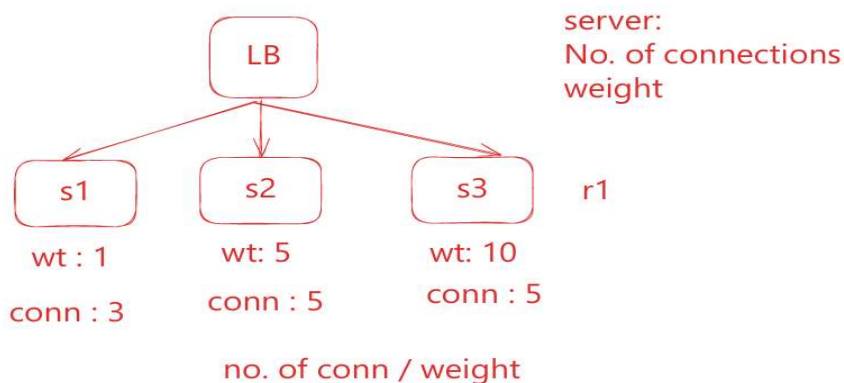 LB
server:
No. of connections
weight
s1
s2
s3
r1
wt : 1
wt: 5
wt: 10
conn : 3
conn : 5
conn : 5
no. of conn / weight